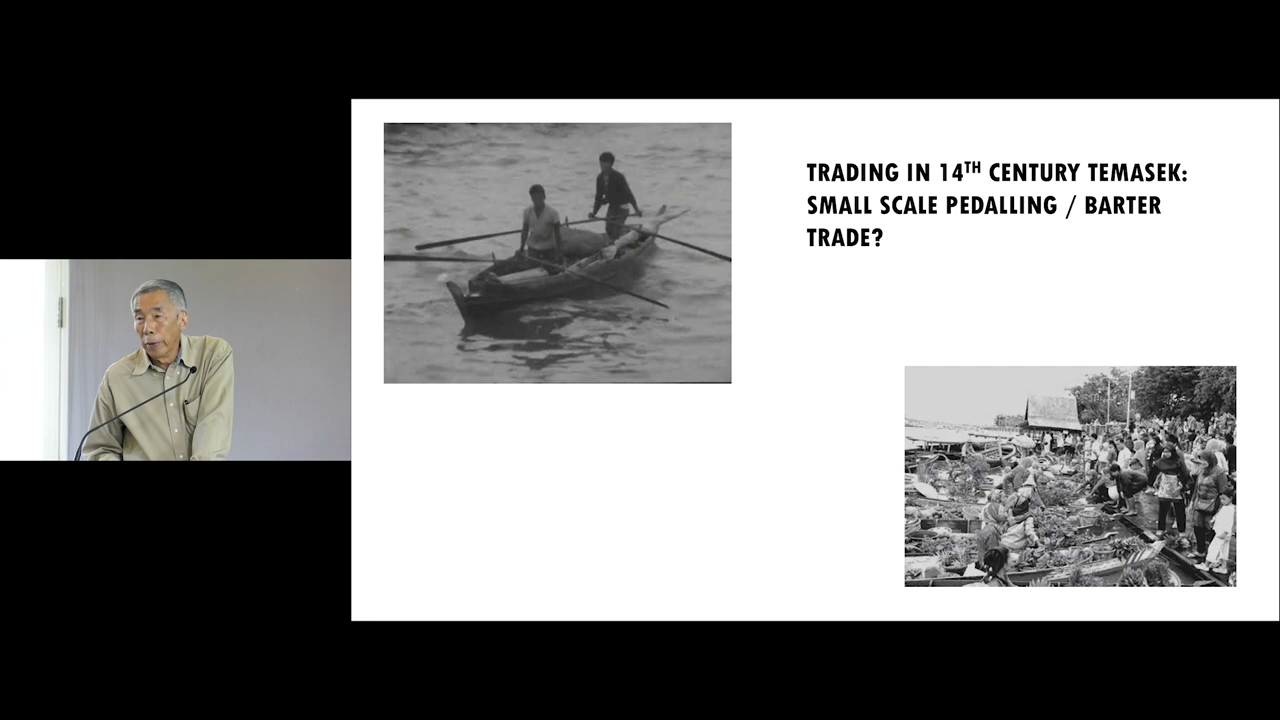 TRADING IN 14TH CENTURY TEMASEK:
SMALL SCALE PEDALLING / BARTER
TRADE?